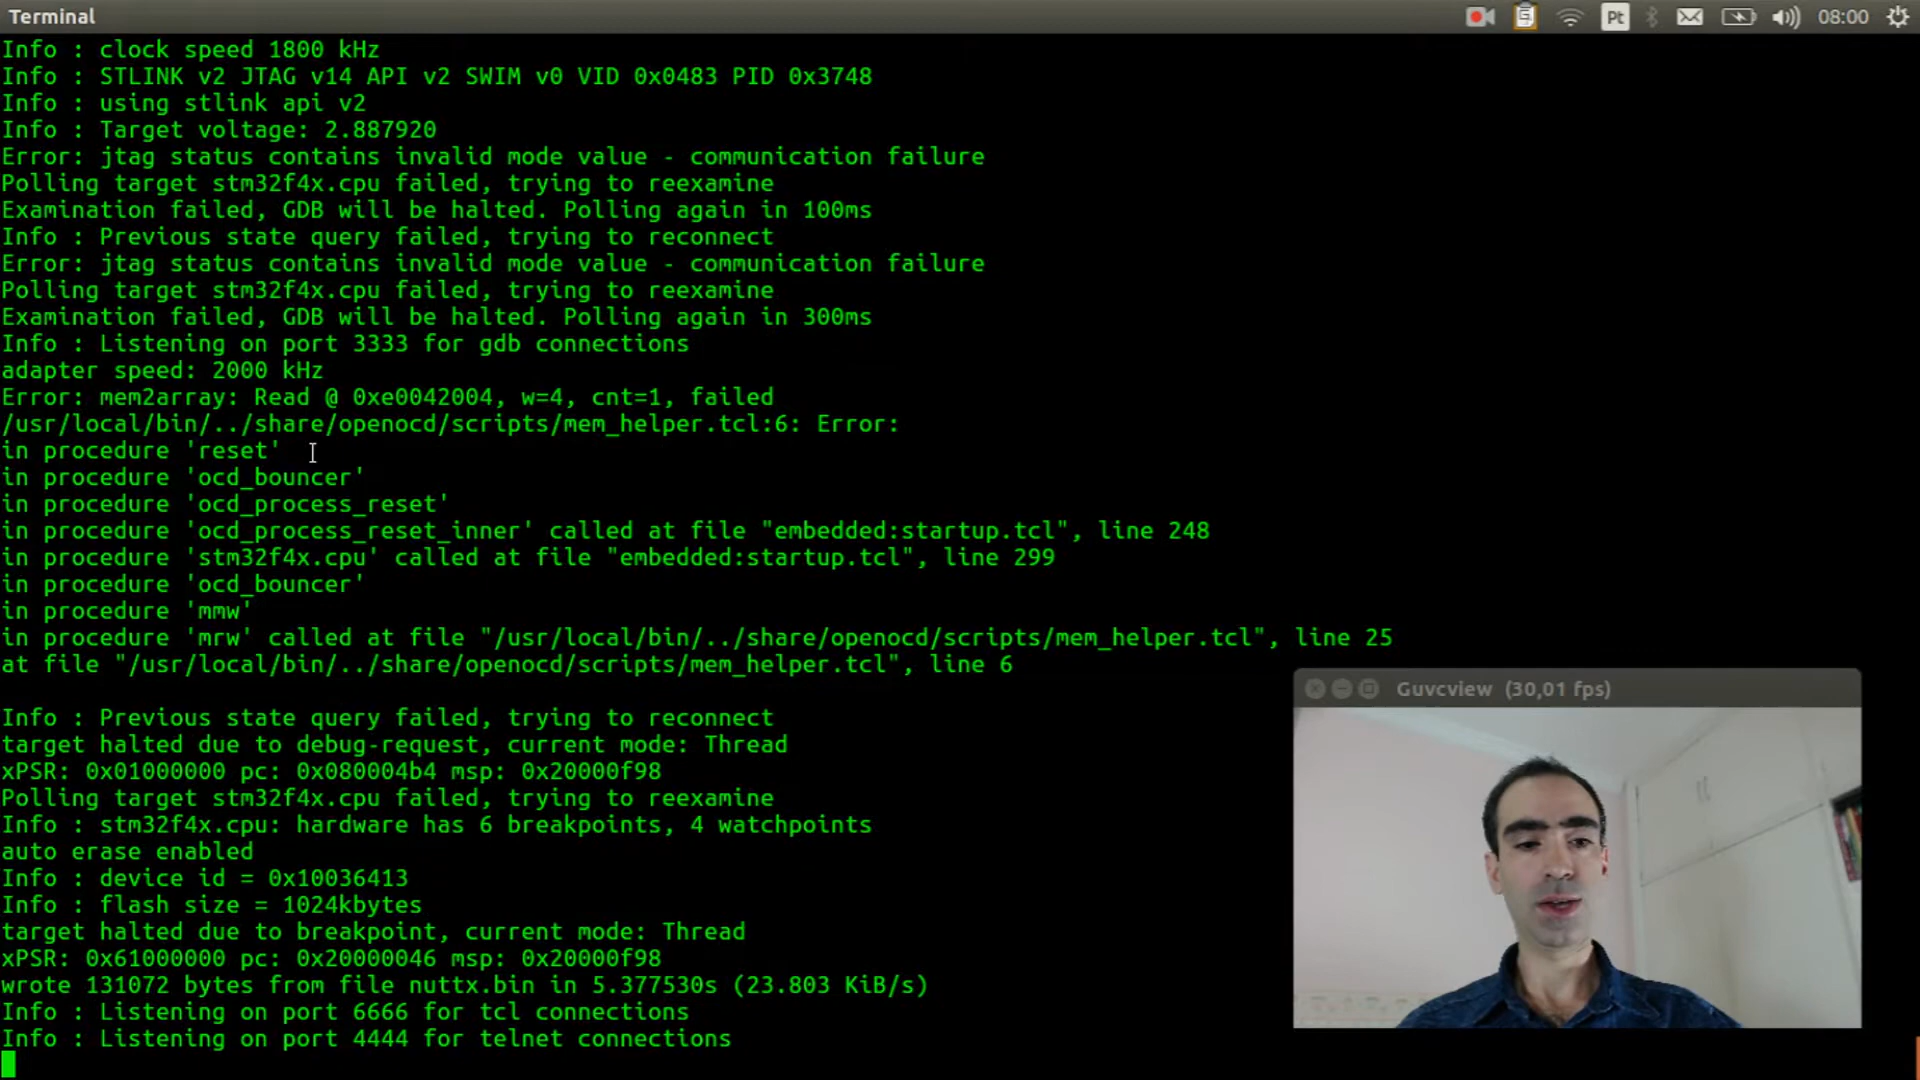 Terminal
Pt
08:00
Info : clock speed 1800 kHz
Info : STLINK v2 JTAG v14 API v2 SWIM v0 VID 0x0483 PID 0x3748
Info : using stlink api v2
Info : Target voltage: 2.887920
Error: jtag status contains invalid mode value - communication failure
Polling target stm32f4x.cpu failed, trying to reexamine
Examination failed, GDB will be halted. Polling again in 100ms
Info : Previous state query failed, trying to reconnect
Error: jtag status contains invalid mode value - communication failure
Polling target stm32f4x.cpu failed, trying to reexamine
Examination failed, GDB will be halted. Polling again in 300ms
Info : Listening on port 3333 for gdb connections
adapter speed: 2000 kHz
Error: mem2array: Read @ 0xe0042004, w=4, cnt=1, failed
/usr/local/bin/../share/openocd/scripts/mem_helper.tcl:6: Error:
in procedure 'reset'
in procedure 'ocd_bouncer'
in procedure 'ocd_process_reset'
in procedure 'ocd_process_reset_inner' called at file "embedded:startup.tcl", line 248
in procedure 'stm32f4x.cpu' called at file "embedded:startup.tcl", line 299
in procedure 'ocd_bouncer'
in procedure 'mmw'
in procedure 'mrw' called at file "/usr/local/bin/../share/openocd/scripts/mem_helper.tcl", line 25
at file "/usr/local/bin/../share/openocd/scripts/mem_helper.tcl", line 6
Info : Previous state query failed, trying to reconnect
target halted due to debug-request, current mode: Thread
xPSR: 0x01000000 pc: 0x080004b4 msp: 0x20000f98
Polling target stm32f4x.cpu failed, trying to reexamine
Info : stm32f4x.cpu: hardware has 6 breakpoints, 4 watchpoints
auto erase enabled
Info : device id = 0x10036413
Info : flash size = 1024kbytes
target halted due to breakpoint, current mode: Thread
xPSR: 0x61000000 pc: 0x20000046 msp: 0x20000f98
wrote 131072 bytes from file nuttx.bin in 5.377530s (23.803 KiB/s)
Info : Listening on port 6666 for tcl connections
Info : Listening on port 4444 for telnet connections
Guvcview (30,01 fps)